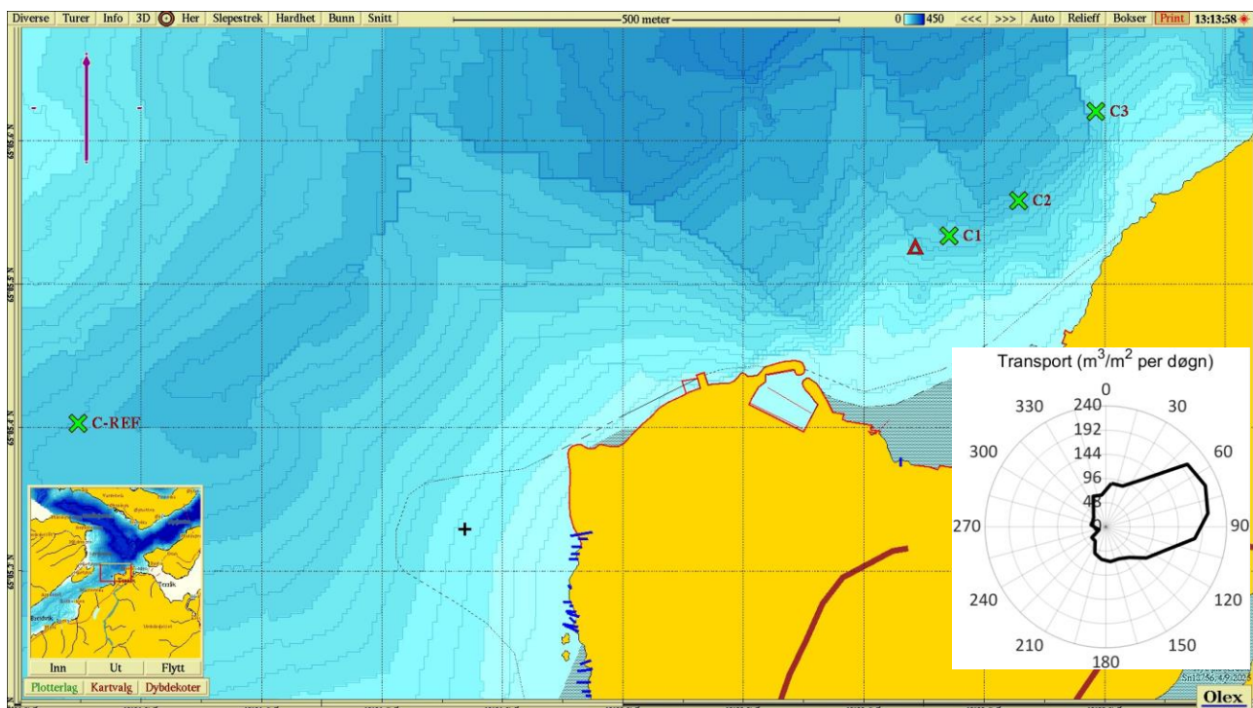 Diverse Turer Info 3D Her Slepestrek Hardhet Bunn Snitt 500 meter 0 450 <<< >>> Auto Relieff Bokser Print 13:13:58
C3
C2
C1
C-REF
Transport (m³/m² per døgn)
0
330 30
240
192
300 60
144
96
48
0
270 90
240 120
210 150
180
Inn Ut Flytt
Plotterlag Kartvalg Dybdekoter
Olex